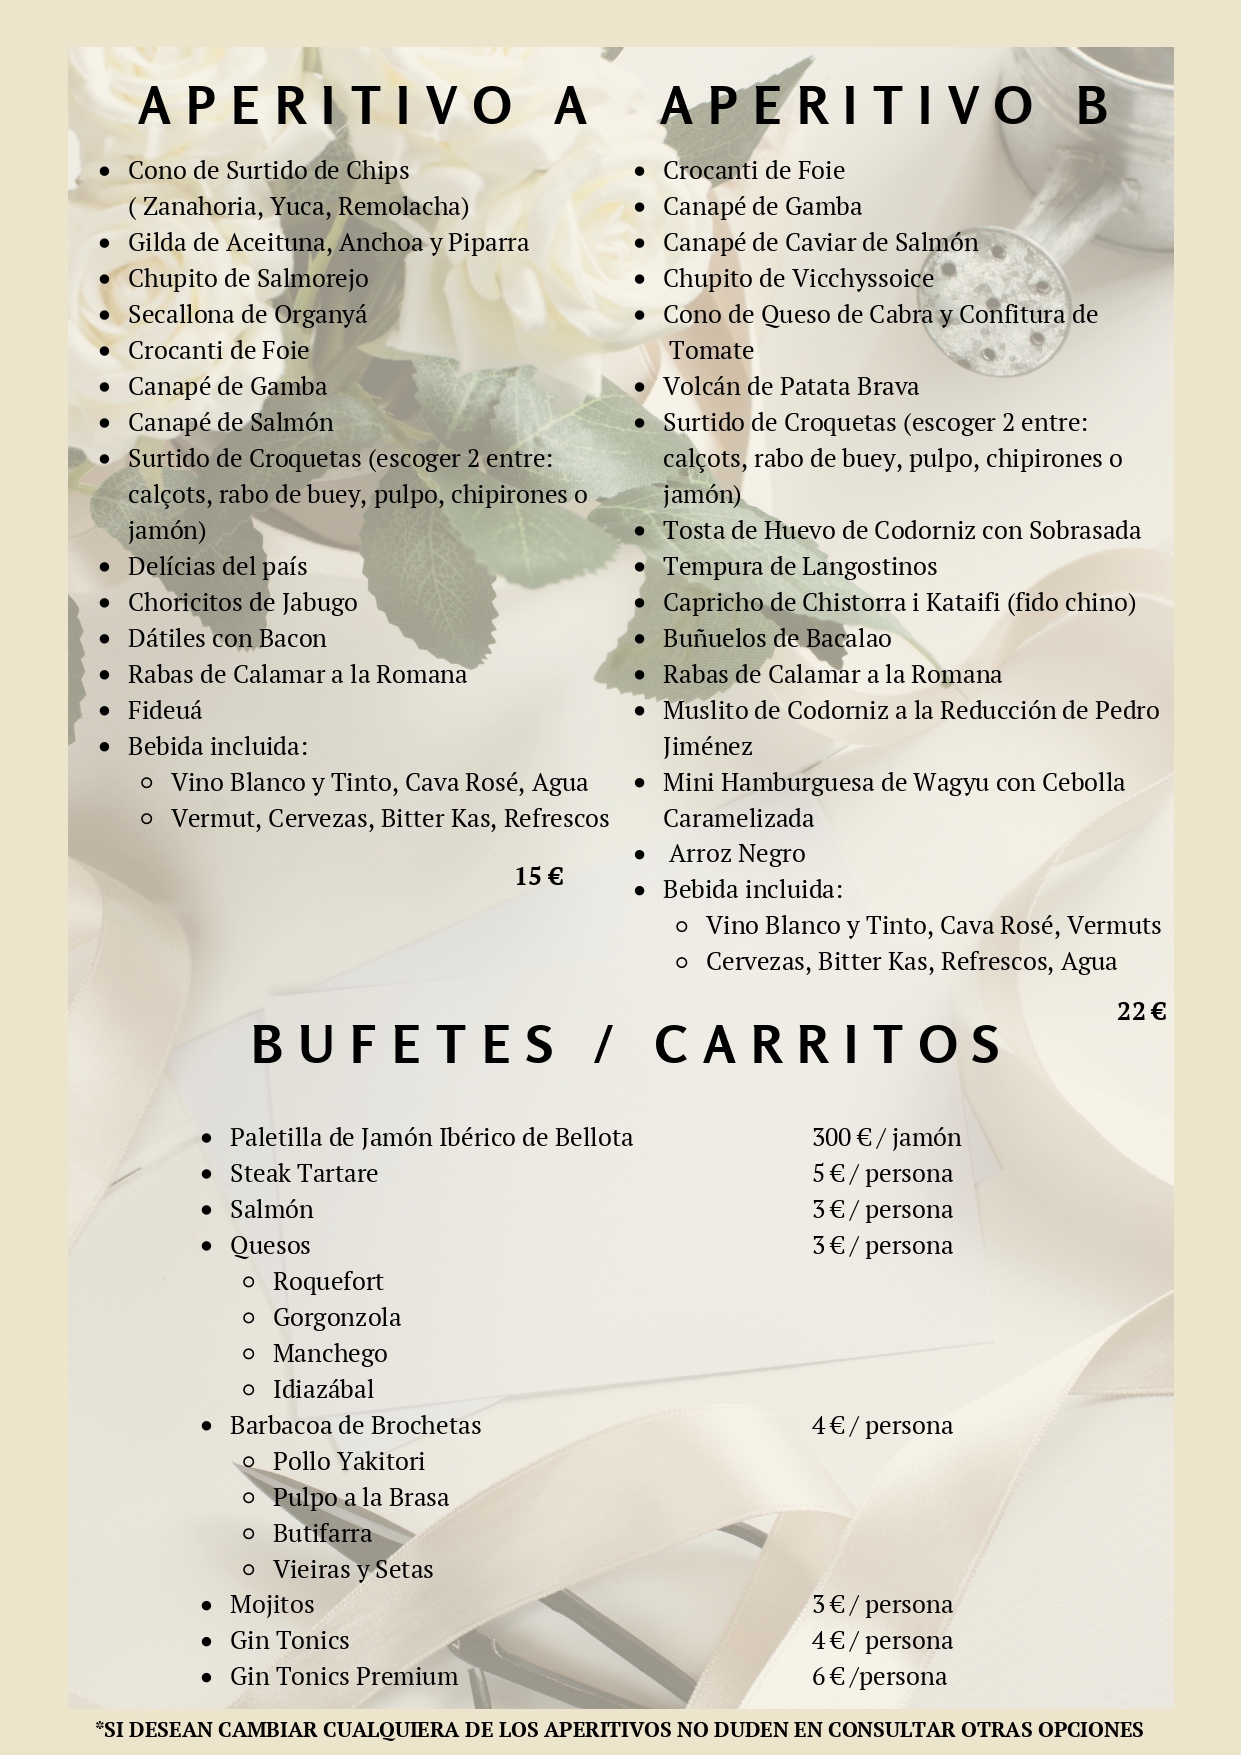 APERITIVO A
Cono de Surtido de Chips
( Zanahoria, Yuca, Remolacha)
Gilda de Aceituna, Anchoa y Piparra
Chupito de Salmorejo
Secallona de Organyá
Crocanti de Foie
Canapé de Gamba
Canapé de Salmón
Surtido de Croquetas (escoger 2 entre:
calçots, rabo de buey, pulpo, chipirones o
jamón)
Delícias del país
Choricitos de Jabugo
Dátiles con Bacon
Rabas de Calamar a la Romana
Fideuá
Bebida incluida:
Vino Blanco y Tinto, Cava Rosé, Agua
Vermut, Cervezas, Bitter Kas, Refrescos
15 €
APERITIVO B
Crocanti de Foie
Canapé de Gamba
Canapé de Caviar de Salmón
Chupito de Vicchyssoice
Cono de Queso de Cabra y Confitura de
Tomate
Volcán de Patata Brava
Surtido de Croquetas (escoger 2 entre:
calçots, rabo de buey, pulpo, chipirones o
jamón)
Tosta de Huevo de Codorniz con Sobrasada
Tempura de Langostinos
Capricho de Chistorra i Kataifi (fido chino)
Buñuelos de Bacalao
Rabas de Calamar a la Romana
Muslito de Codorniz a la Reducción de Pedro
Jiménez
Mini Hamburguesa de Wagyu con Cebolla
Caramelizada
Arroz Negro
Bebida incluida:
Vino Blanco y Tinto, Cava Rosé, Vermuts
Cervezas, Bitter Kas, Refrescos, Agua
22 €
BUFETES / CARRITOS
Paletilla de Jamón Ibérico de Bellota 300 € / jamón
Steak Tartare 5 € / persona
Salmón 3 € / persona
Quesos 3 € / persona
Roquefort
Gorgonzola
Manchego
Idiazábal
Barbacoa de Brochetas 4 € / persona
Pollo Yakitori
Pulpo a la Brasa
Butifarra
Vieiras y Setas
Mojitos 3 € / persona
Gin Tonics 4 € / persona
Gin Tonics Premium 6 € /persona
*SI DESEAN CAMBIAR CUALQUIERA DE LOS APERITIVOS NO DUDEN EN CONSULTAR OTRAS OPCIONES